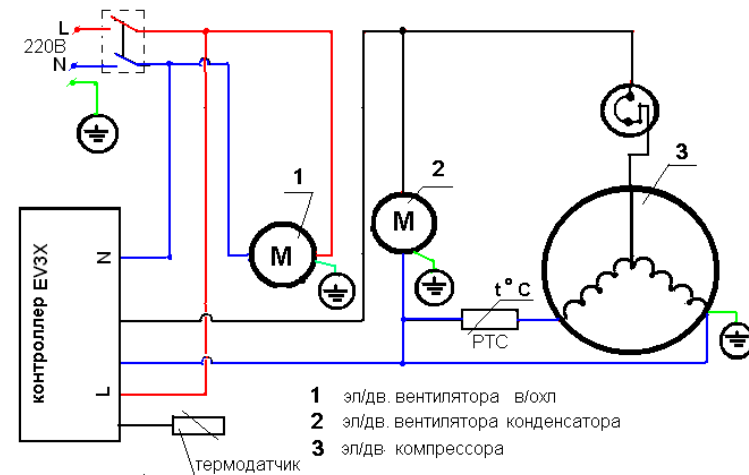 L
220В
N
1
2
3
M
M
t°C
РТС
контроллер EV3X
N
L
термодатчик
1 эл/дв. вентилятора в/охл
2 эл/дв. вентилятора конденсатора
3 эл/дв. компрессора